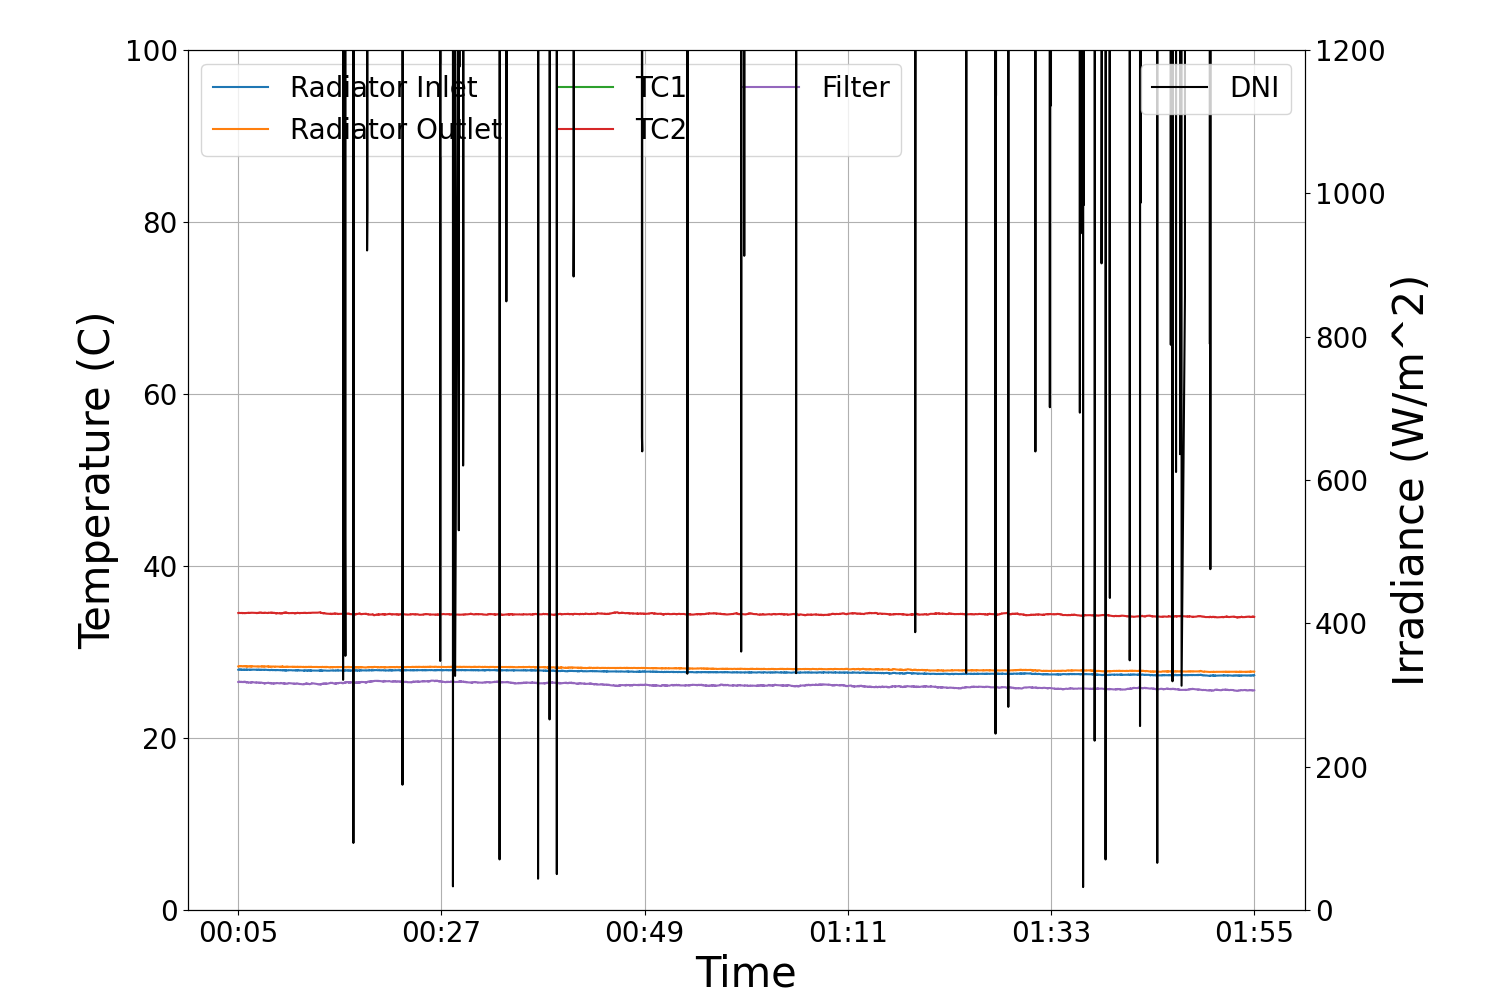 100
80
60
40
20
0
Temperature (C)
Radiator Inlet
Radiator Outlet
TC1
TC2
Filter
DNI
1200
1000
800
600
400
200
0
Irradiance (W/m^2)
00:05 00:27 00:49 01:11 01:33 01:55
Time